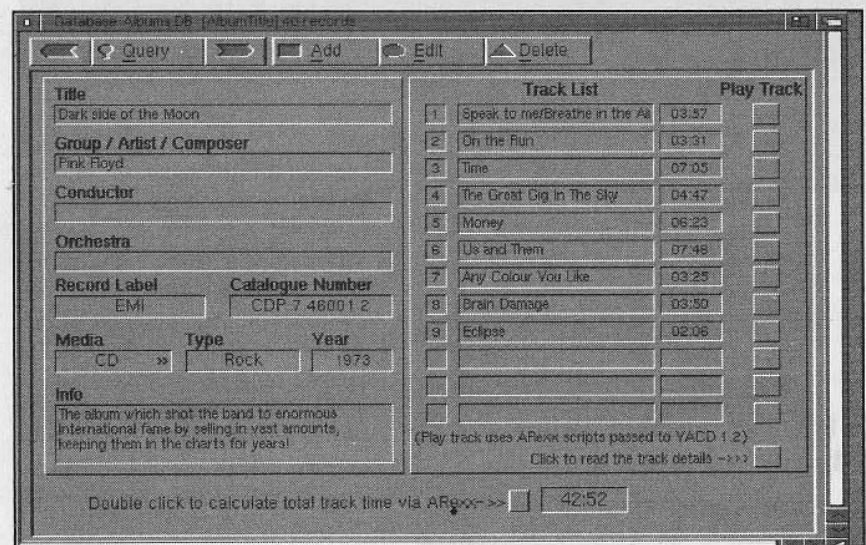 Database: Albums.DB [AlbumTitle] 40 records
Query Add Edit Delete
Title
Dark side of the Moon
Group / Artist / Composer
Pink Floyd
Conductor
Orchestra
Record Label Catalogue Number
EMI CDP 7 46001 2
Media Type Year
CD » Rock 1973
Info
The album which shot the band to enormous
international fame by selling in vast amounts,
keeping them in the charts for years!
Track List Play Track
1 Speak to me/Breathe in the 03:57
2 On the Run 03:31
3 Time 07:05
4 The Great Gig In The Sky 04:47
5 Money 06:23
6 Us and Them 07:48
7 Any Colour You Like 03:25
8 Brain Damage 03:50
9 Eclipse 02:06
(Play track uses ARexx scripts passed to YACD 1.2)
Click to read the track details ->>>
Double click to calculate total track time via ARexx->> 42:52